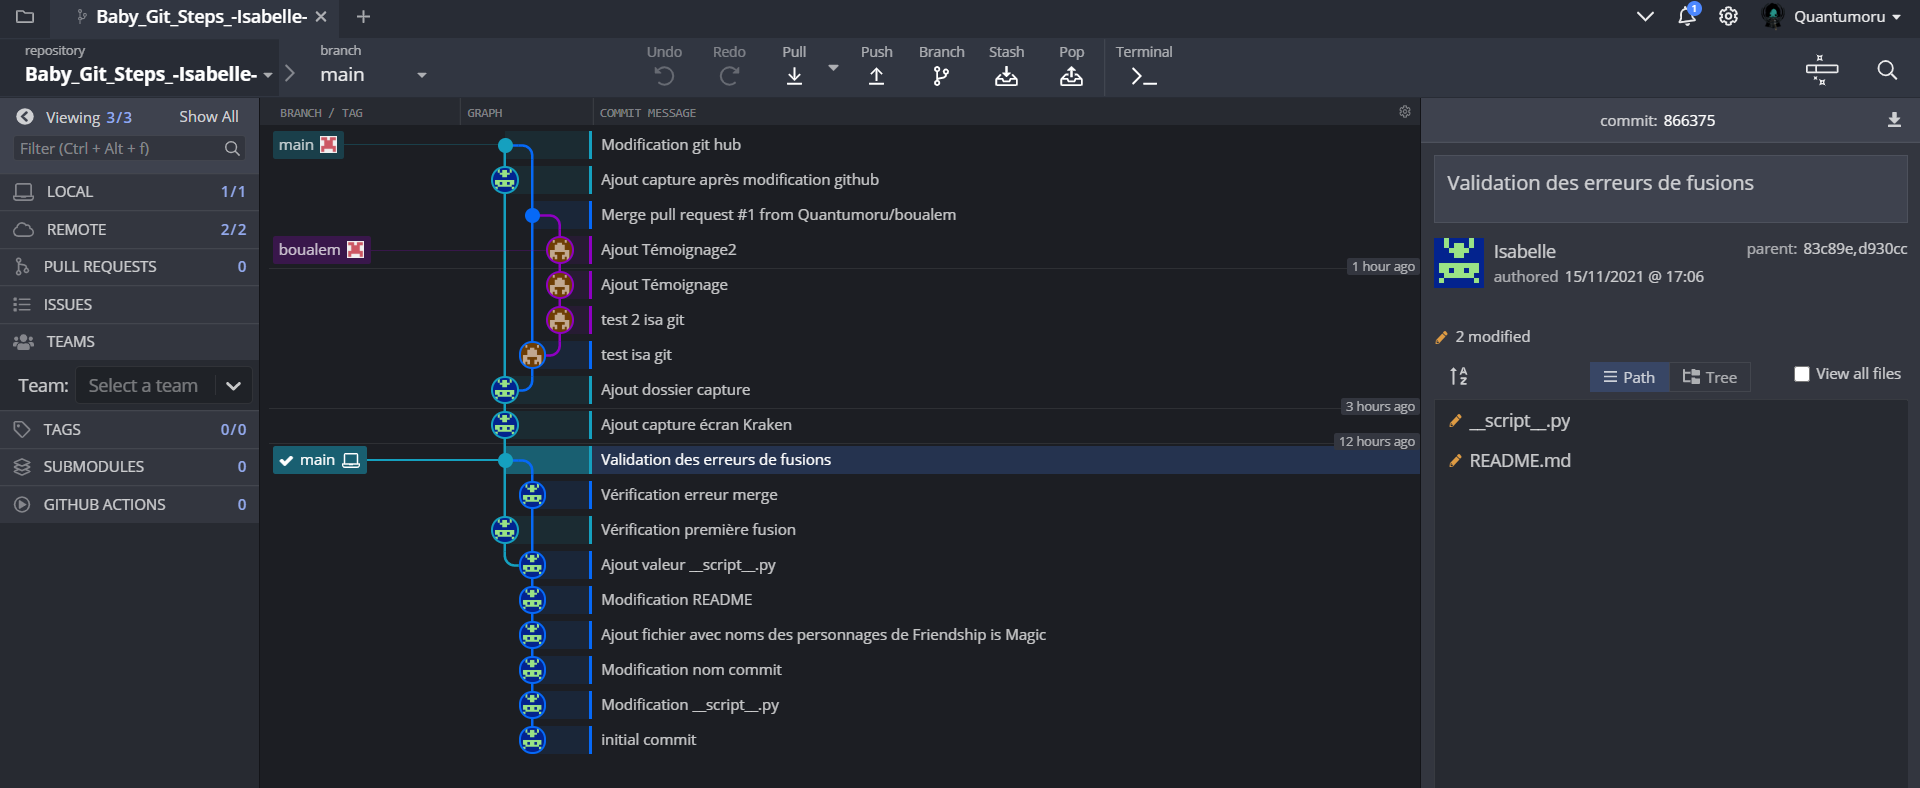 Baby_Git_Steps_-Isabelle-
1
Quantumoru
repository
Baby_Git_Steps_-Isabelle-
branch
main
Undo
Redo
Pull
Push
Branch
Stash
Pop
Terminal
Viewing 3/3
Show All
Filter (Ctrl + Alt + f)
LOCAL 1/1
REMOTE 2/2
PULL REQUESTS 0
ISSUES
TEAMS
Team: Select a team
TAGS 0/0
SUBMODULES 0
GITHUB ACTIONS 0
BRANCH / TAG
GRAPH
COMMIT MESSAGE
main
Modification git hub
Ajout capture après modification github
Merge pull request #1 from Quantumoru/boualem
boualem
Ajout Témoignage2
1 hour ago
Ajout Témoignage
test 2 isa git
test isa git
Ajout dossier capture
3 hours ago
Ajout capture écran Kraken
12 hours ago
main
Validation des erreurs de fusions
Vérification erreur merge
Vérification première fusion
Ajout valeur __script__.py
Modification README
Ajout fichier avec noms des personnages de Friendship is Magic
Modification nom commit
Modification __script__.py
initial commit
commit: 866375
Validation des erreurs de fusions
Isabelle
authored 15/11/2021 @ 17:06
parent: 83c89e,d930cc
2 modified
A
Z
Path
Tree
View all files
__script__.py
README.md